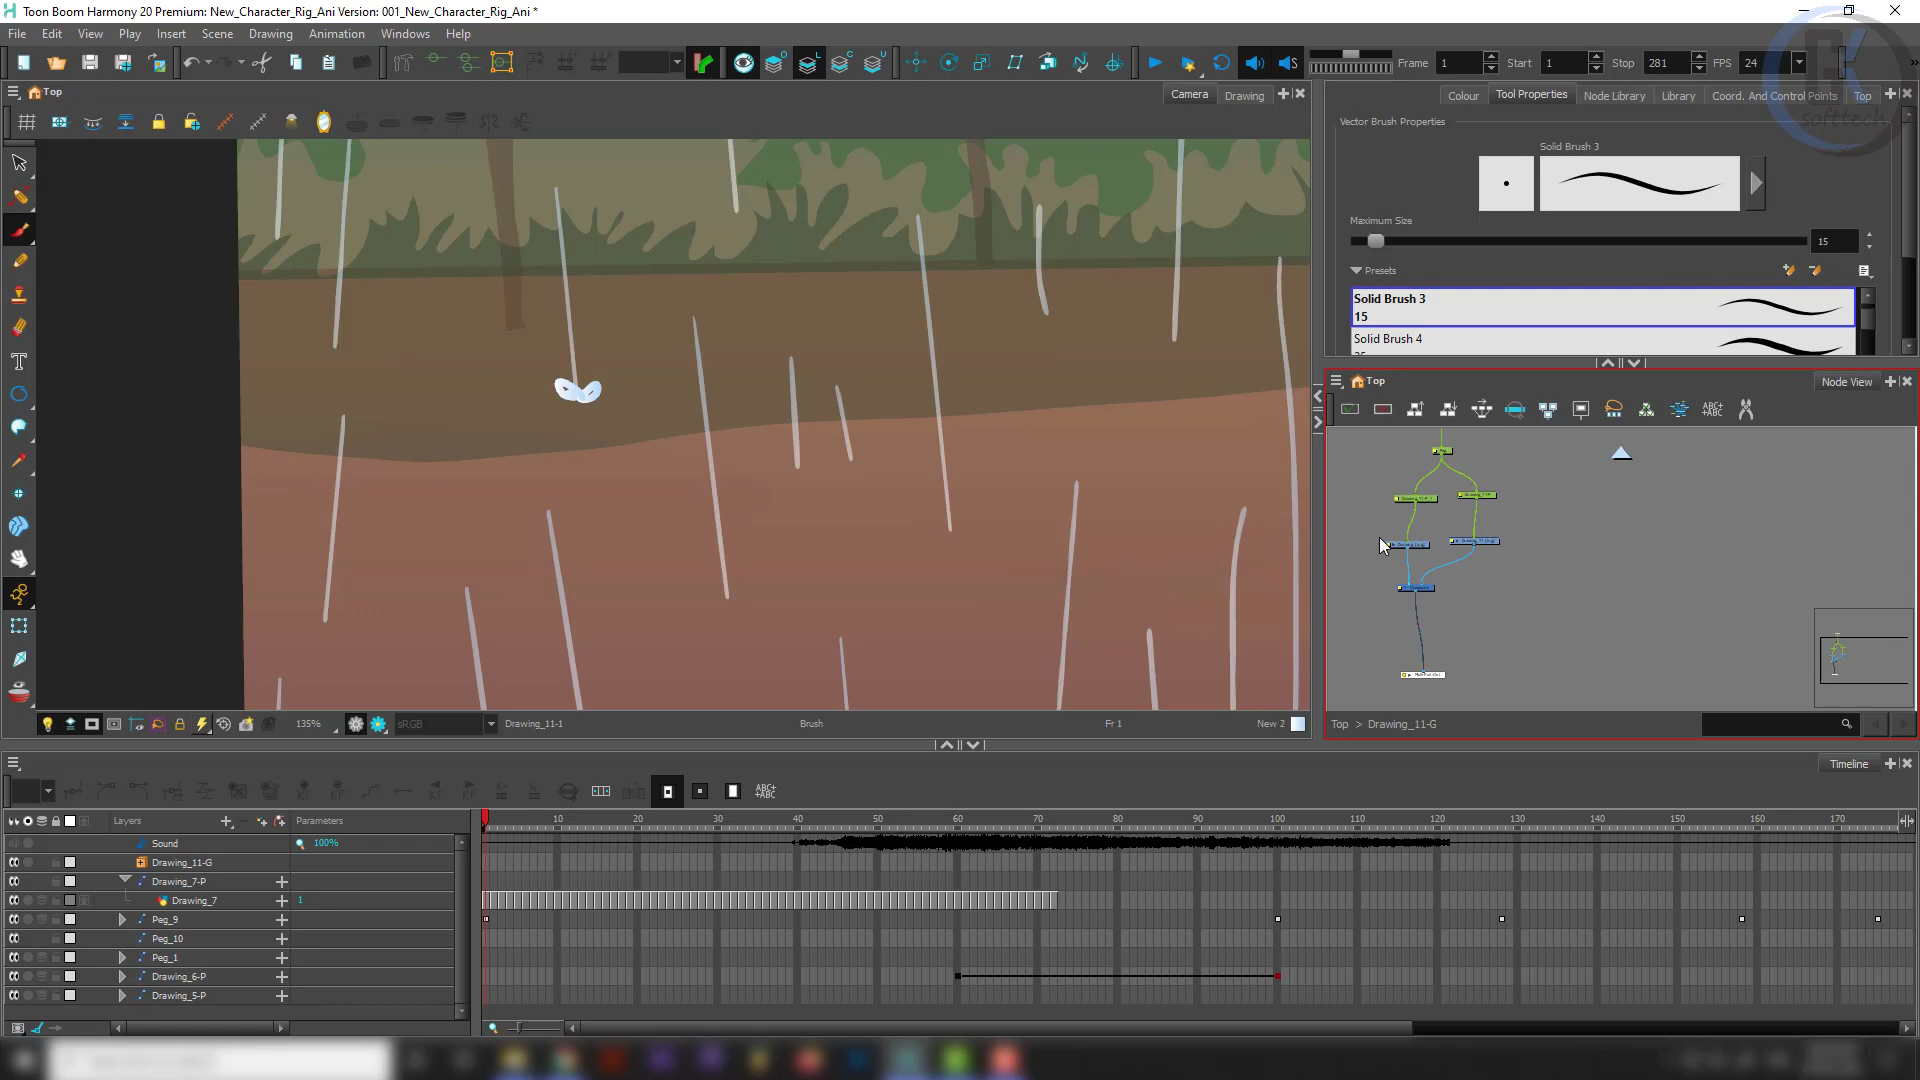 Toon Boom Harmony 20 Premium: New_Character_Rig_Ani Version: 001_New_Character_Rig_Ani *
File Edit View Play Insert Scene Drawing Animation Windows Help
Frame 1 Start 1 Stop 281 FPS 24
Top
Camera Drawing
Colour Tool Properties Node Library Library Coord. And Control Points Top
softtech
Vector Brush Properties
Solid Brush 3
Maximum Size
15
Presets
Solid Brush 3
15
Solid Brush 4
Top
Node View
ABC+
+ABC
Top > Drawing_11-G
135% sRGB Drawing_11-1 Brush Fr 1 New 2
Timeline
ABC+
+ABC
Layers Parameters
10 20 30 40 50 60 70 80 90 100 110 120 130 140 150 160 170
Sound 100%
Drawing_11-G
Drawing_7-P
Drawing_7 1
Peg_9
Peg_10
Peg_1
Drawing_6-P
Drawing_5-P